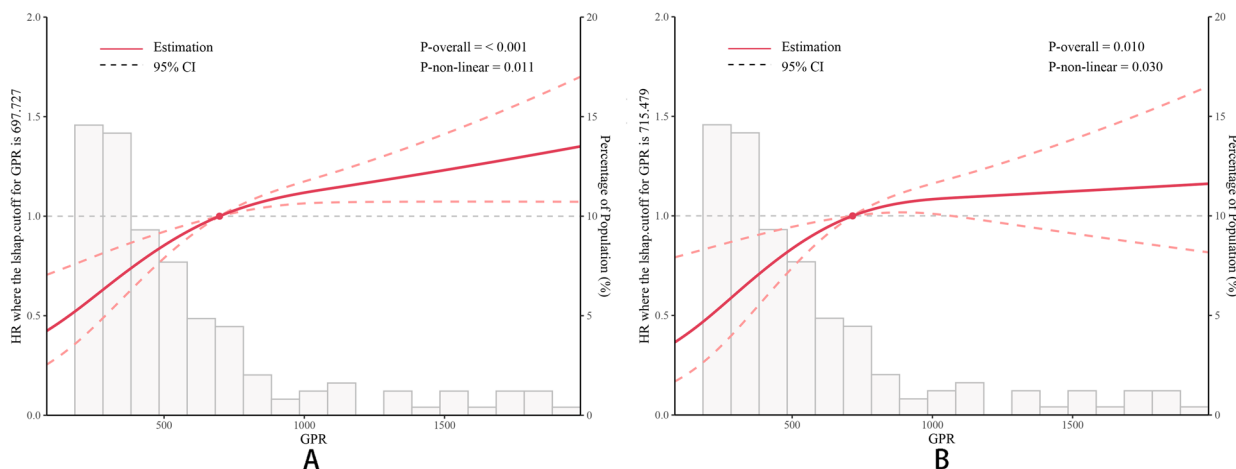 2.0
1.5
1.0
0.5
0.0
HR where the lshap.cutoff for GPR is 697.727
Estimation
95% CI
P-overall = < 0.001
P-non-linear = 0.011
20
15
10
5
0
Percentage of Population (%)
500
1000
1500
GPR
A
2.0
1.5
1.0
0.5
0.0
HR where the lshap.cutoff for GPR is 715.479
Estimation
95% CI
P-overall = 0.010
P-non-linear = 0.030
20
15
10
5
0
Percentage of Population (%)
500
1000
1500
GPR
B